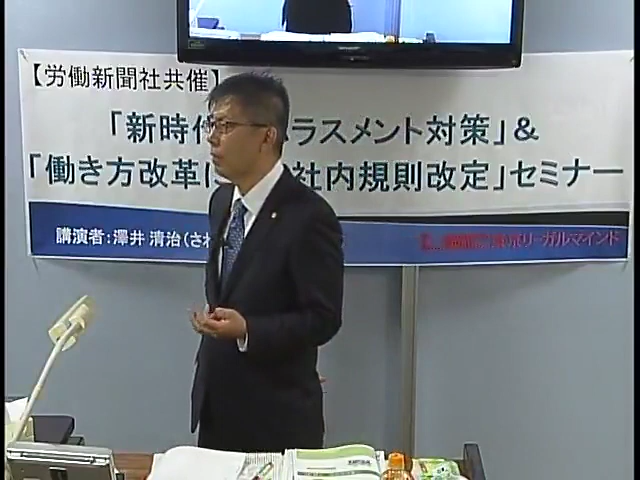 【労働新聞社共催】
「新時代 ラスメント対策」&
「働き方改革に 社内規則改定」セミナー
講演者:澤井 清治(さわ
リーガルマインド